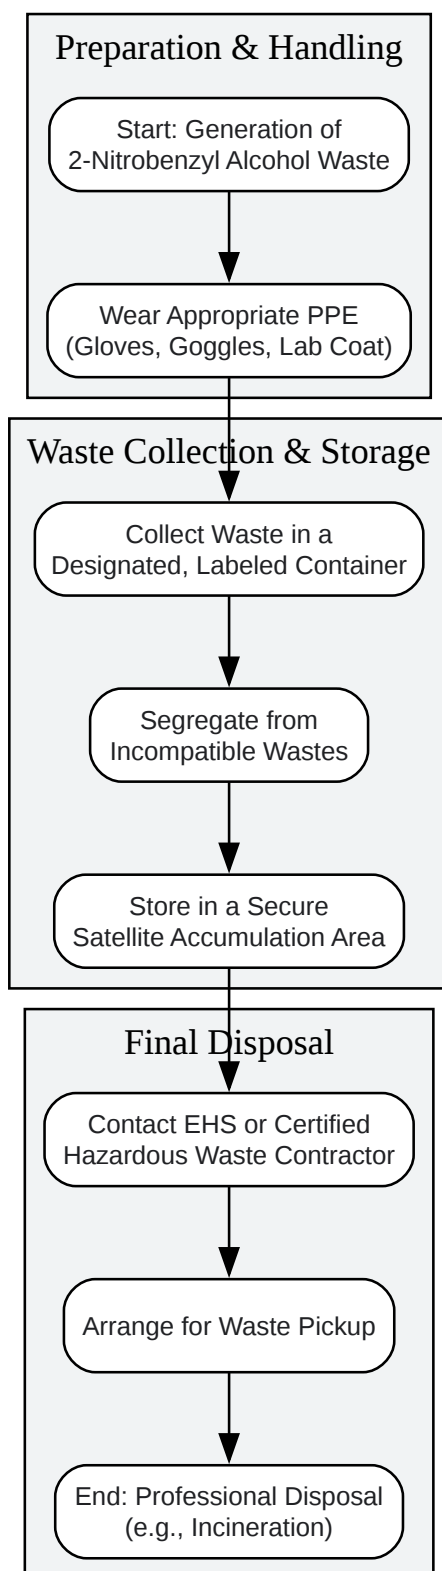 Preparation & Handling
Start: Generation of
2-Nitrobenzyl Alcohol Waste
Wear Appropriate PPE
(Gloves, Goggles, Lab Coat)
Waste Collection & Storage
Collect Waste in a
Designated, Labeled Container
Segregate from
Incompatible Wastes
Store in a Secure
Satellite Accumulation Area
Final Disposal
Contact EHS or Certified
Hazardous Waste Contractor
Arrange for Waste Pickup
End: Professional Disposal
(e.g., Incineration)